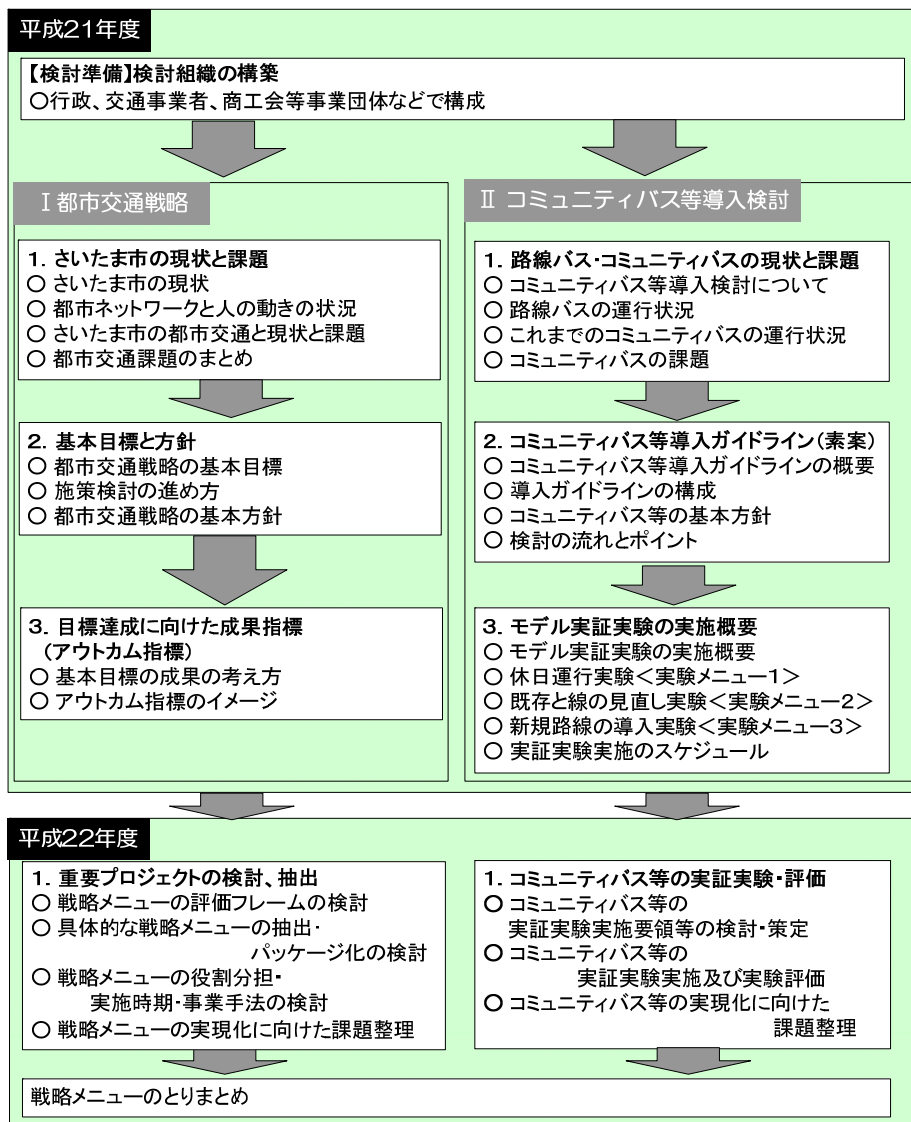 平成21年度
【検討準備】検討組織の構築
○行政、交通事業者、商工会等事業団体などで構成
Ⅰ都市交通戦略
1. さいたま市の現状と課題
○ さいたま市の現状
○ 都市ネットワークと人の動きの状況
○ さいたま市の都市交通と現状と課題
○ 都市交通課題のまとめ
2. 基本目標と方針
○ 都市交通戦略の基本目標
○ 施策検討の進め方
○ 都市交通戦略の基本方針
3. 目標達成に向けた成果指標
(アウトカム指標)
○ 基本目標の成果の考え方
○ アウトカム指標のイメージ
Ⅱ コミュニティバス等導入検討
1. 路線バス・コミュニティバスの現状と課題
○ コミュニティバス等導入検討について
○ 路線バスの運行状況
○ これまでのコミュニティバスの運行状況
○ コミュニティバスの課題
2. コミュニティバス等導入ガイドライン(素案)
○ コミュニティバス等導入ガイドラインの概要
○ 導入ガイドラインの構成
○ コミュニティバス等の基本方針
○ 検討の流れとポイント
3. モデル実証実験の実施概要
○ モデル実証実験の実施概要
○ 休日運行実験<実験メニュー1>
○ 既存と線の見直し実験<実験メニュー2>
○ 新規路線の導入実験<実験メニュー3>
○ 実証実験実施のスケジュール
平成22年度
1. 重要プロジェクトの検討、抽出
○ 戦略メニューの評価フレームの検討
○ 具体的な戦略メニューの抽出・
パッケージ化の検討
○ 戦略メニューの役割分担・
実施時期・事業手法の検討
○ 戦略メニューの実現化に向けた課題整理
1. コミュニティバス等の実証実験・評価
○ コミュニティバス等の
実証実験実施要領等の検討・策定
○ コミュニティバス等の
実証実験実施及び実験評価
○ コミュニティバス等の実現化に向けた
課題整理
戦略メニューのとりまとめ